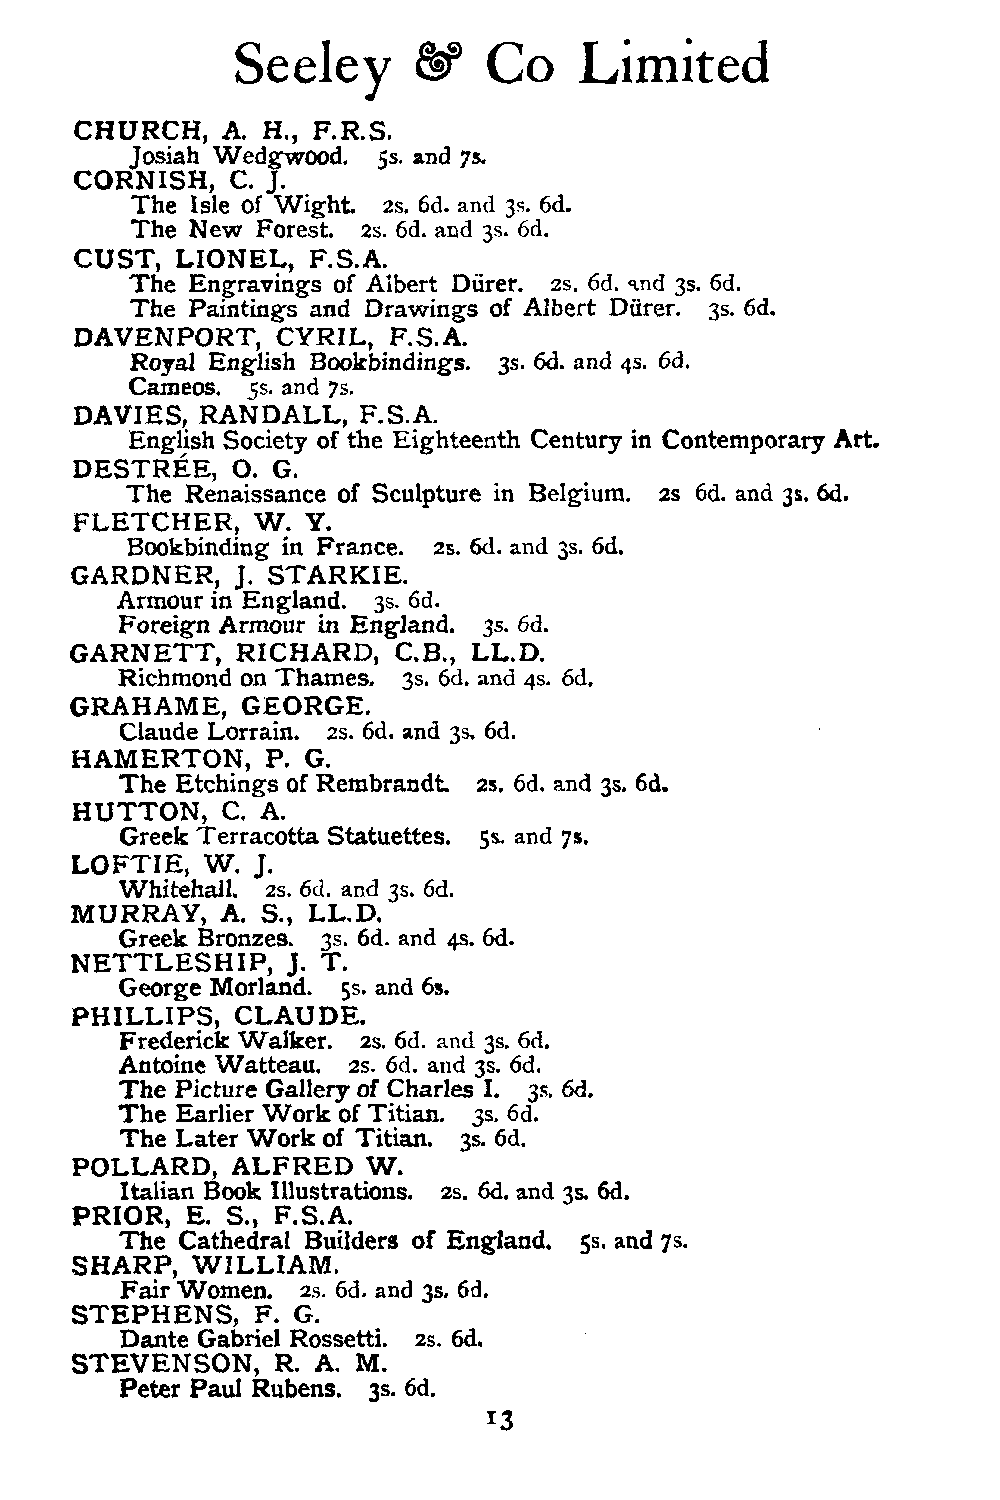 Seeley & Co Limited
CHURCH, A. H., F.R.S.
Josiah Wedgwood. 5s. and 7s.
CORNISH, C. J.
The Isle of Wight. 2s. 6d. and 3s. 6d.
The New Forest. 2s. 6d. and 3s. 6d.
CUST, LIONEL, F.S.A.
The Engravings of Albert Dürer. 2s. 6d. and 3s. 6d.
The Paintings and Drawings of Albert Dürer. 3s. 6d.
DAVENPORT, CYRIL, F.S.A.
Royal English Bookbindings. 3s. 6d. and 4s. 6d.
Cameos. 5s. and 7s.
DAVIES, RANDALL, F.S.A.
English Society of the Eighteenth Century in Contemporary Art.
DESTRÉE, O. G.
The Renaissance of Sculpture in Belgium. 2s 6d. and 3s. 6d.
FLETCHER, W. Y.
Bookbinding in France. 2s. 6d. and 3s. 6d.
GARDNER, J. STARKIE.
Armour in England. 3s. 6d.
Foreign Armour in England. 3s. 6d.
GARNETT, RICHARD, C.B., LL.D.
Richmond on Thames. 3s. 6d. and 4s. 6d.
GRAHAME, GEORGE.
Claude Lorrain. 2s. 6d. and 3s. 6d.
HAMERTON, P. G.
The Etchings of Rembrandt. 2s. 6d. and 3s. 6d.
HUTTON, C. A.
Greek Terracotta Statuettes. 5s. and 7s.
LOFTIE, W. J.
Whitehall. 2s. 6d. and 3s. 6d.
MURRAY, A. S., LL.D.
Greek Bronzes. 3s. 6d. and 4s. 6d.
NETTLESHIP, J. T.
George Morland. 5s. and 6s.
PHILLIPS, CLAUDE.
Frederick Walker. 2s. 6d. and 3s. 6d.
Antoine Watteau. 2s. 6d. and 3s. 6d.
The Picture Gallery of Charles I. 3s. 6d.
The Earlier Work of Titian. 3s. 6d.
The Later Work of Titian. 3s. 6d.
POLLARD, ALFRED W.
Italian Book Illustrations. 2s. 6d. and 3s. 6d.
PRIOR, E. S., F.S.A.
The Cathedral Builders of England. 5s. and 7s.
SHARP, WILLIAM.
Fair Women. 2s. 6d. and 3s. 6d.
STEPHENS, F. G.
Dante Gabriel Rossetti. 2s. 6d.
STEVENSON, R. A. M.
Peter Paul Rubens. 3s. 6d.
13